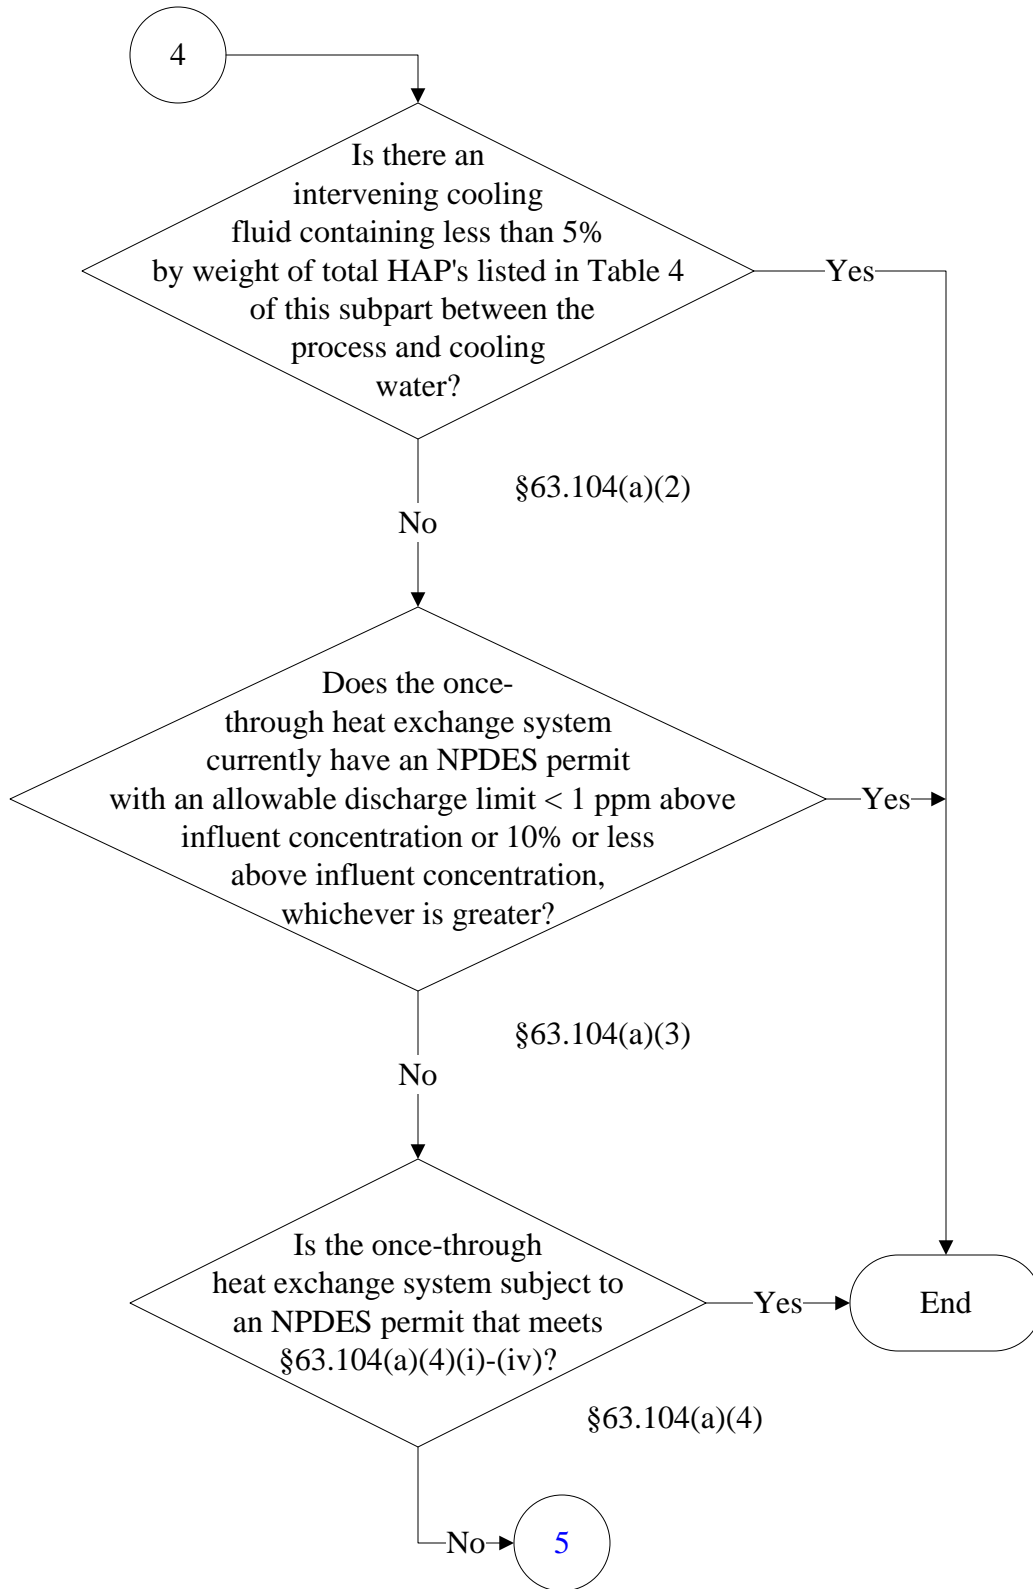 4
Is there an
intervening cooling
fluid containing less than 5%
by weight of total HAP's listed in Table 4
of this subpart between the
process and cooling
water?
Yes
§63.104(a)(2)
No
Does the once-
through heat exchange system
currently have an NPDES permit
with an allowable discharge limit < 1 ppm above
influent concentration or 10% or less
above influent concentration,
whichever is greater?
Yes
§63.104(a)(3)
No
Is the once-through
heat exchange system subject to
an NPDES permit that meets
§63.104(a)(4)(i)-(iv)?
Yes
End
§63.104(a)(4)
No
5